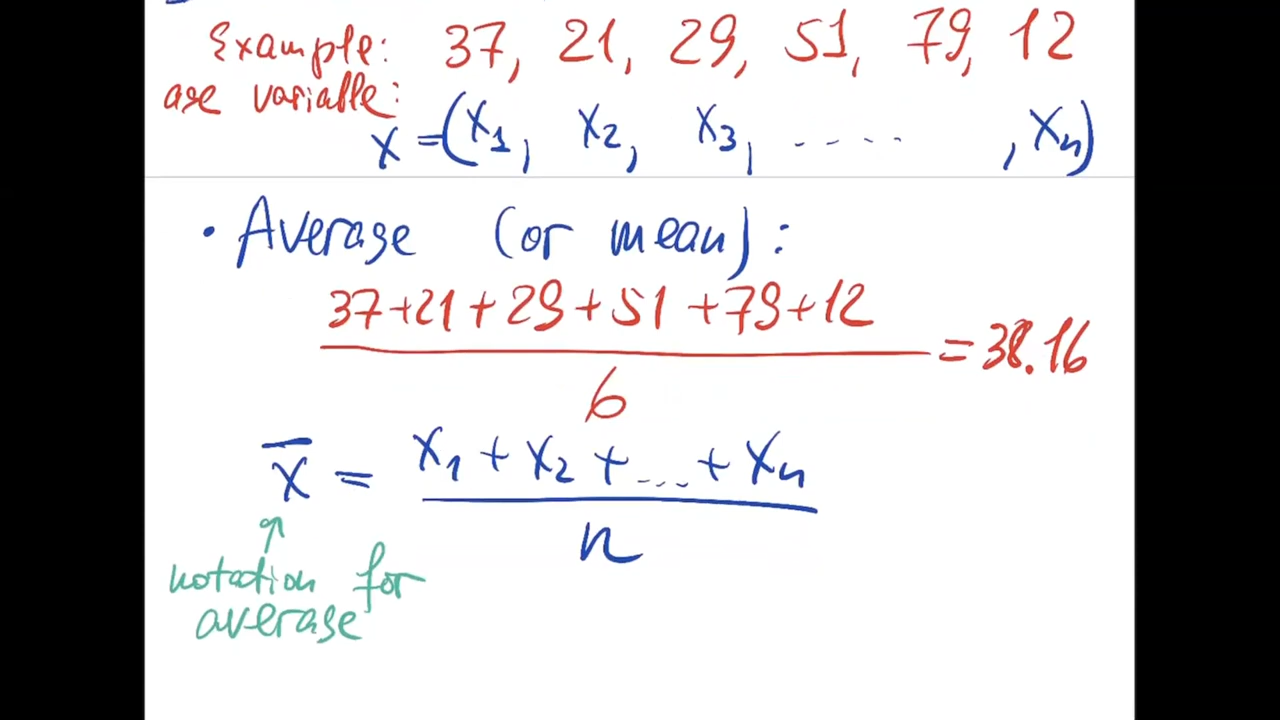 Example: 37, 21, 29, 51, 79, 12
age variable:
x = (x₁, x₂, x₃, ....., xₙ)
• Average (or mean):
37+21+29+51+79+12
= 38.16
6
x̄ = x₁ + x₂ + ... + xₙ
n
notation for
average